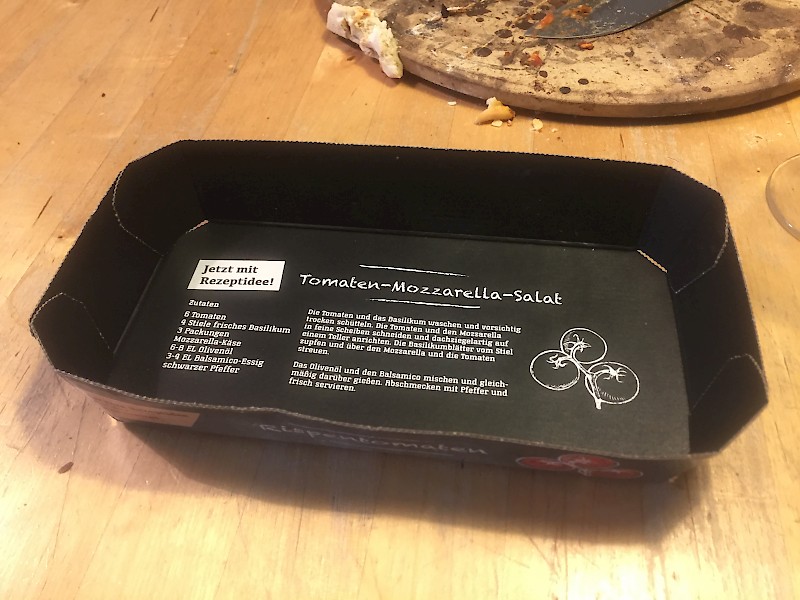 Jetzt mit
Rezeptidee!
Tomaten-Mozzarella-Salat
Zutaten
6 Tomaten
4 Stiele frisches Basilikum
3 Packungen
Mozzarella-Käse
6-8 EL Olivenöl
3-4 EL Balsamico-Essig
schwarzer Pfeffer
Die Tomaten und das Basilikum waschen und vorsichtig
trocken schütteln. Die Tomaten und den Mozzarella
in feine Scheiben schneiden und dachziegelartig auf
einem Teller anrichten. Die Basilikumblätter vom Stiel
zupfen und über den Mozzarella und die Tomaten
streuen.
Das Olivenöl und den Balsamico mischen und gleich-
mäßig darüber gießen. Abschmecken mit Pfeffer und
frisch servieren.
Rispentomaten